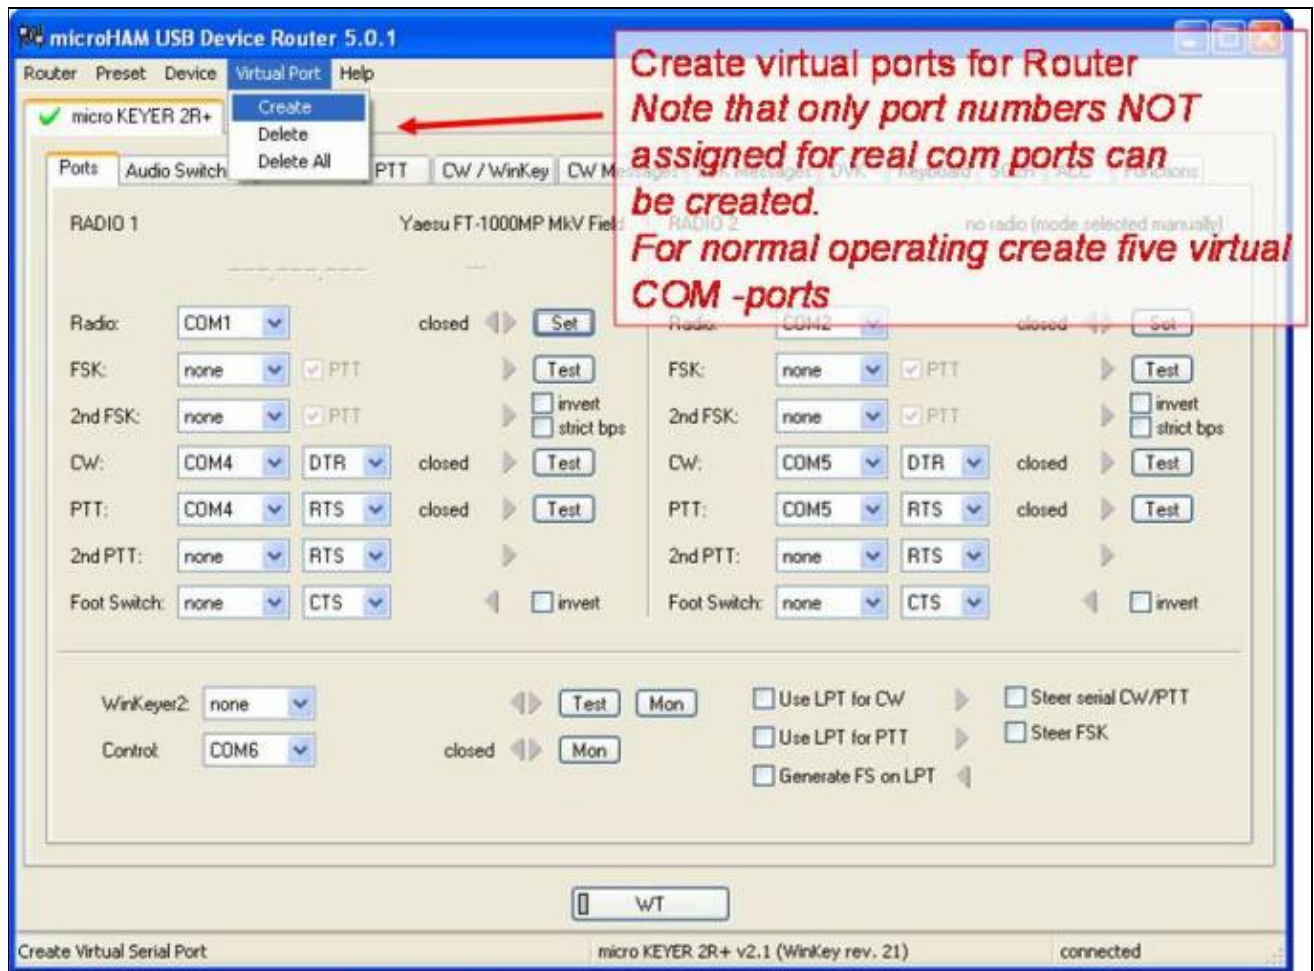 microHAM USB Device Router 5.0.1
Router Preset Device Virtual Port Help
Create
Delete
Delete All
micro KEYER 2R+
Ports Audio Switch PTT CW / WinKey CW Messages Messages DVK Keyboard ACC Functions
Create virtual ports for Router
Note that only port numbers NOT
assigned for real com ports can
be created.
For normal operating create five virtual
COM -ports
RADIO 1 Yaesu FT-1000MP MkV Field RADIO 2 no radio (mode selected manually)
Radio: COM1 closed Set Radio: COM2 closed Set
FSK: none PTT Test FSK: none PTT Test
2nd FSK: none PTT invert strict bps 2nd FSK: none PTT invert strict bps
CW: COM4 DTR closed Test CW: COM5 DTR closed Test
PTT: COM4 RTS closed Test PTT: COM5 RTS closed Test
2nd PTT: none RTS 2nd PTT: none RTS
Foot Switch: none CTS invert Foot Switch: none CTS invert
WinKeyer2: none Test Mon Use LPT for CW Steer serial CW/PTT
Control: COM6 closed Mon Use LPT for PTT Steer FSK
Generate FS on LPT
WT
Create Virtual Serial Port micro KEYER 2R+ v2.1 (WinKey rev. 21) connected